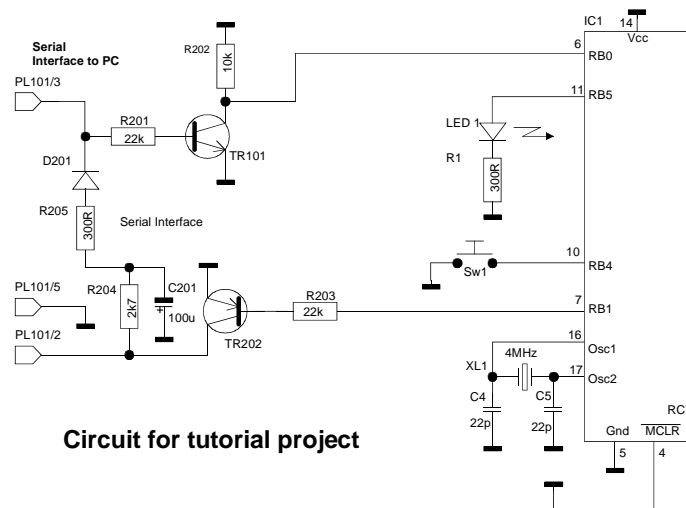 IC1
14
Vcc
R202
6
RB0
Serial
Interface to PC
10k
PL101/3
11
RB5
R201
LED 1
22k
TR101
R1
D201
300R
R205
300R
Serial Interface
10
RB4
Sw1
PL101/5
R204
C201
R203
7
RB1
2k7
+
100u
22k
PL101/2
TR202
16
Osc1
XL1
4MHz
17
Osc2
C4
C5
22p
22p
RC
Circuit for tutorial project
Gnd
MCLR
5
4